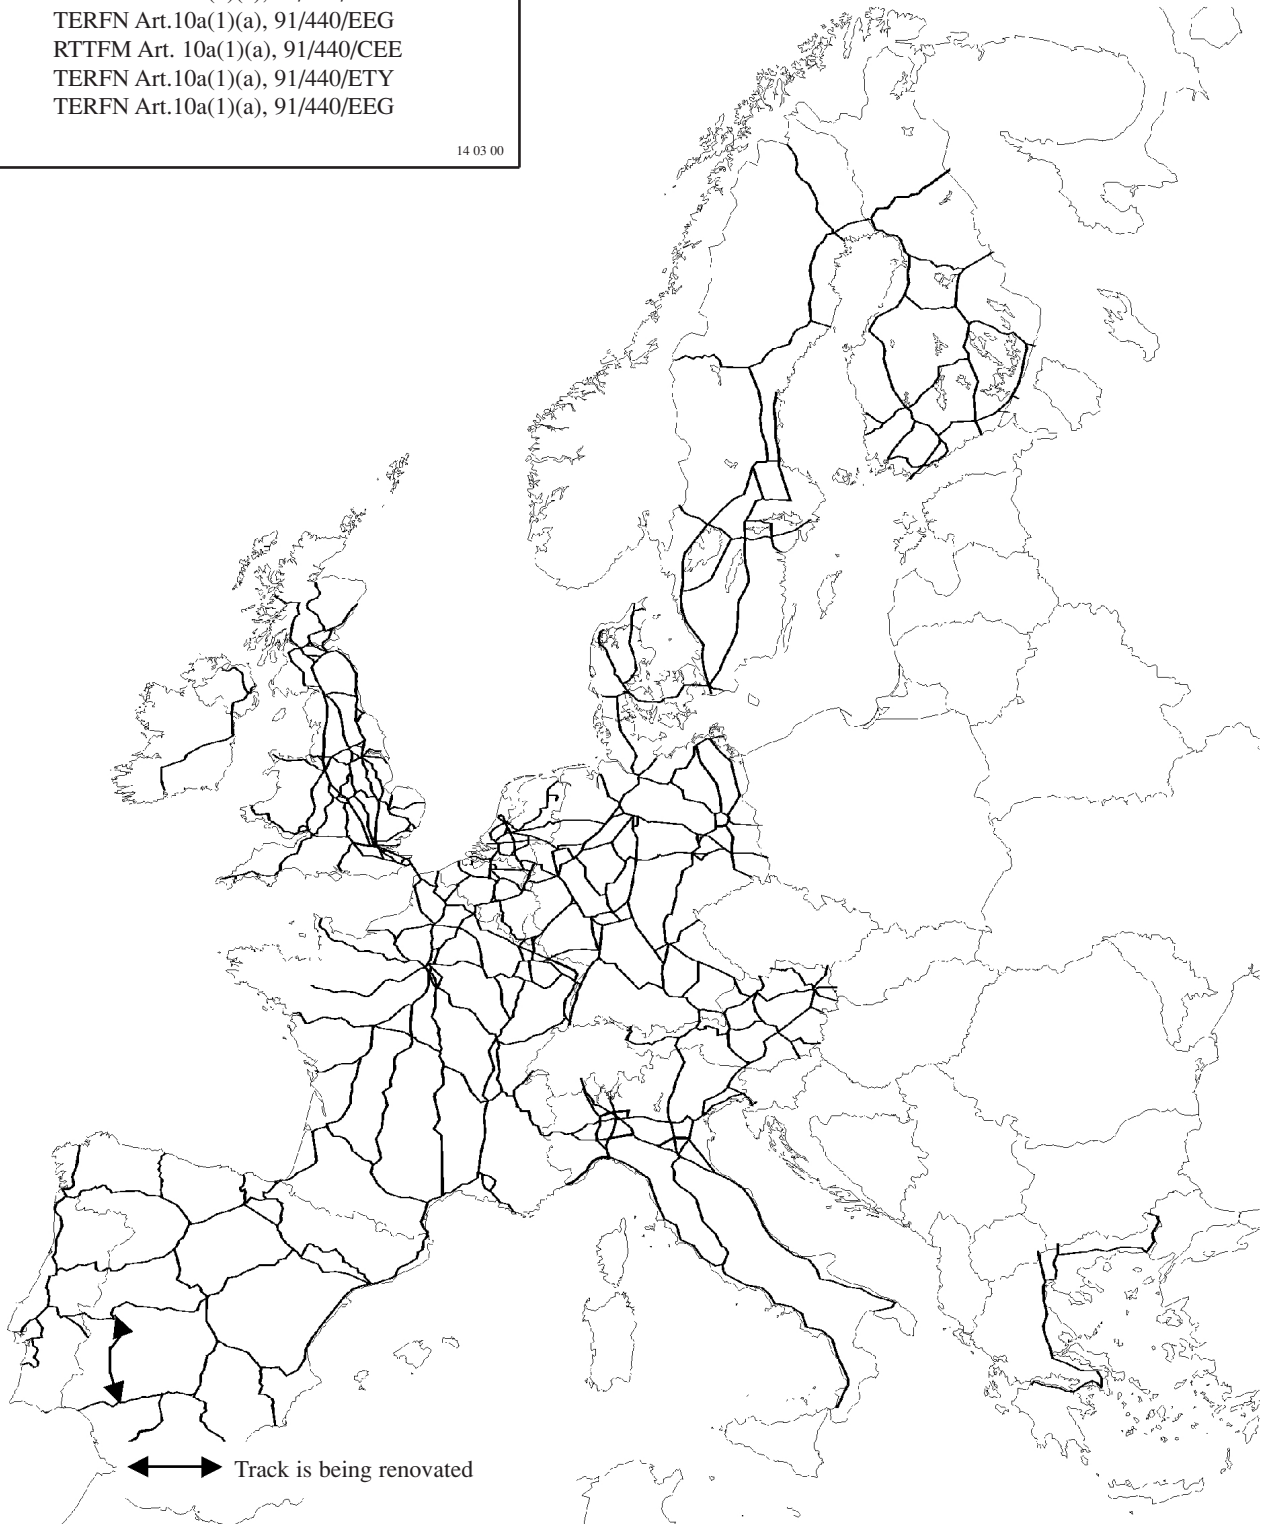 TERFN Art.10a(1)(a), 91/440/EEG
RTTFM Art. 10a(1)(a), 91/440/CEE
TERFN Art.10a(1)(a), 91/440/ETY
TERFN Art.10a(1)(a), 91/440/EEG
14 03 00
Track is being renovated